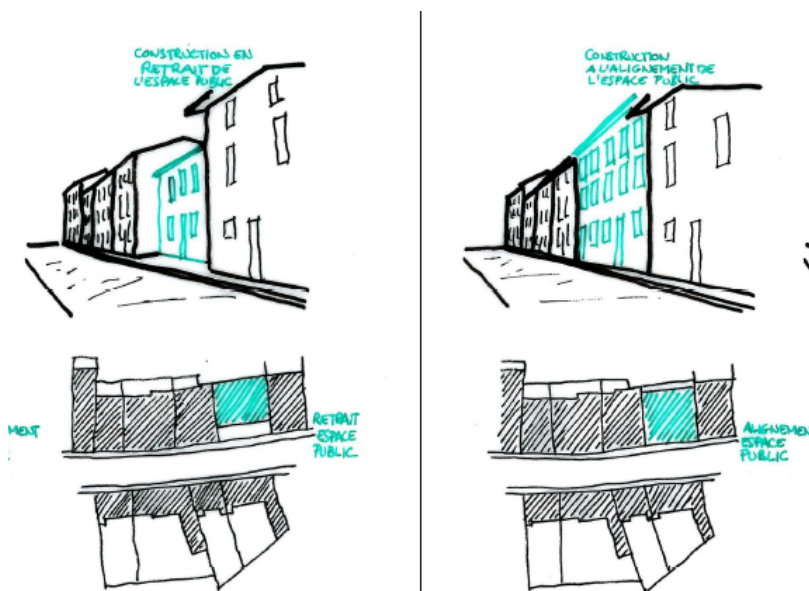 CONSTRUCTION EN
RETRAIT DE
L'ESPACE PUBLIC
CONSTRUCTION
A L'ALIGNEMENT DE
L'ESPACE PUBLIC
MENT
RETRAIT
ESPACE
PUBLIC
ALIGNEMEN
ESPACE
PUBLIC